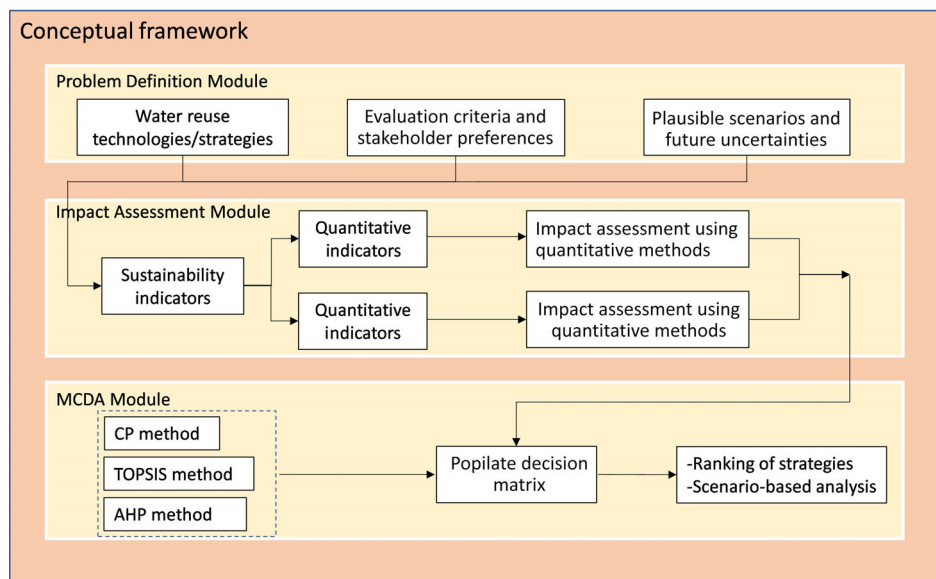 Conceptual framework
Problem Definition Module
Water reuse
technologies/strategies
Evaluation criteria and
stakeholder preferences
Plausible scenarios and
future uncertainties
Impact Assessment Module
Sustainability
indicators
Quantitative
indicators
Impact assessment using
quantitative methods
Quantitative
indicators
Impact assessment using
quantitative methods
MCDA Module
CP method
TOPSIS method
AHP method
Popilate decision
matrix
-Ranking of strategies
-Scenario-based analysis